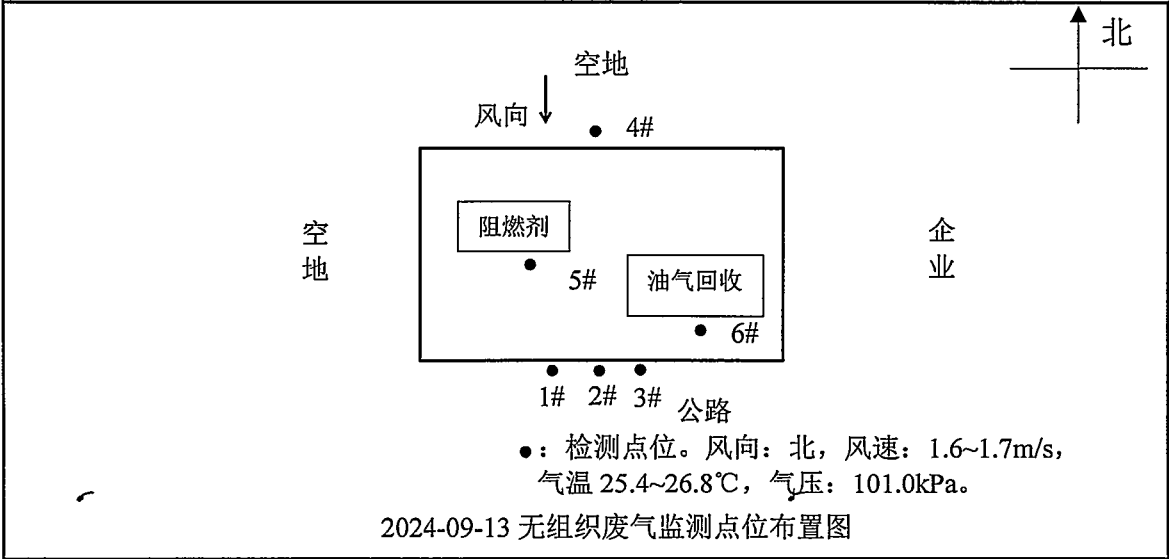 北
空地
风向
4#
空地
阻燃剂
企业
5#
油气回收
6#
1# 2# 3#
公路
●：检测点位。风向：北，风速：1.6~1.7m/s，
气温 25.4~26.8℃，气压：101.0kPa。
2024-09-13 无组织废气监测点位布置图